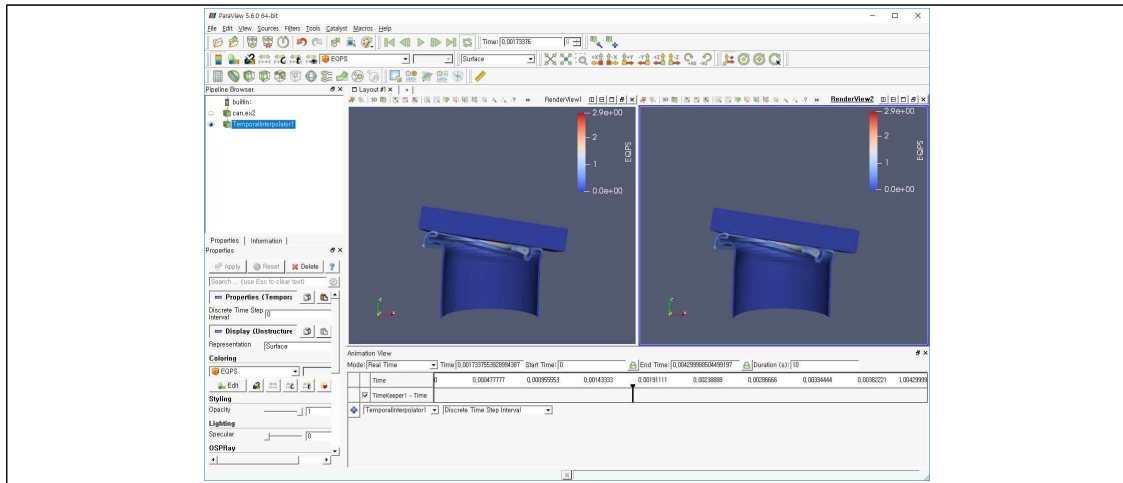 ParaView 5.6.0 64-bit
File Edit View Sources Filters Tools Catalyst Macros Help
Time: 0,00173376 0
EQPS Surface
Pipeline Browser
Layout #1
RenderView1 RenderView2
builtin:
can.ex2
TemporalInterpolator1
2.9e+00 2.9e+00
2 2
EQPS EQPS
1 1
0.0e+00 0.0e+00
Properties Information
Properties
Apply Reset Delete ?
Search ... (use Esc to clear text)
Properties (Tempora
Discrete Time Step Interval 0
Display (Unstructure
Representation Surface
Coloring
EQPS
Edit
Styling
Opacity 1
Lighting
Specular 0
OSPRay
Animation View
Mode: Real Time Time: Start Time: 0 End Time: Duration (s): 10
Time 0 0,000477777 0,000955553 0,00143333 0,00191111 0,00238888 0,00286666 0,00334444 0,00382221
TimeKeeper1 - Time
TemporalInterpolator1 Discrete Time Step Interval